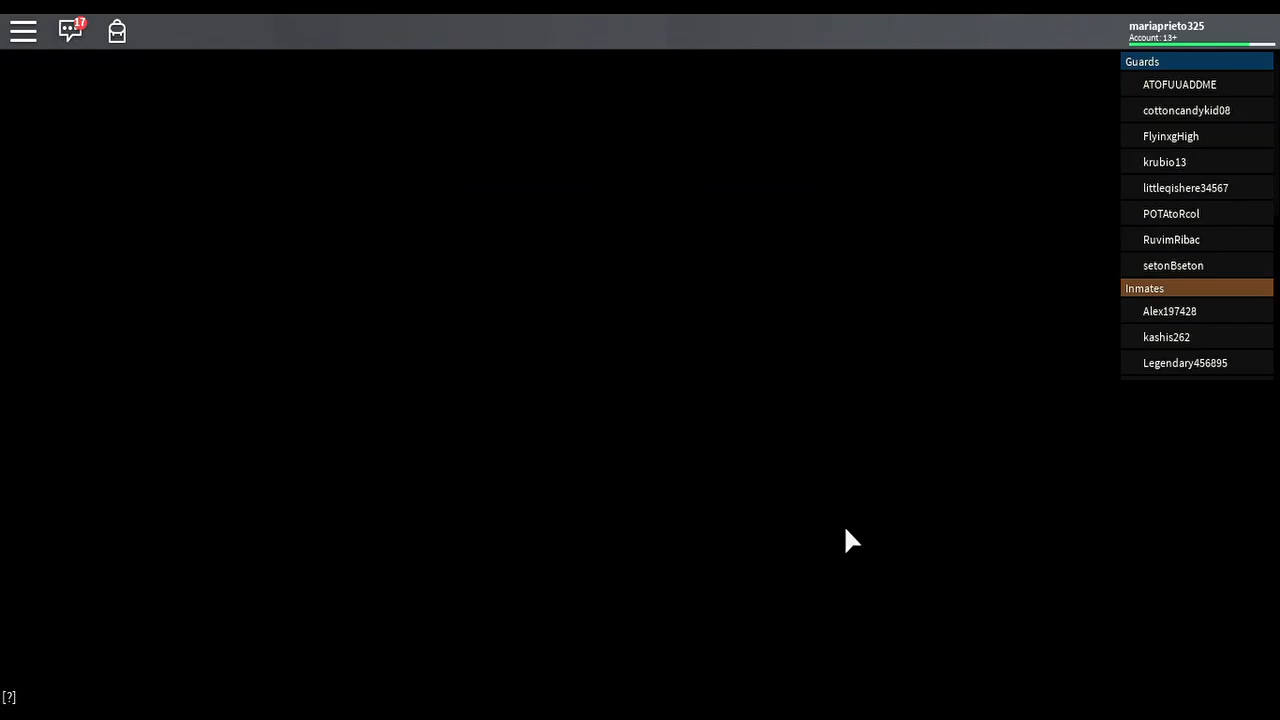 17
mariaprieto325
Account: 13+
Guards
ATOFUUADDME
cottoncandykid08
FlyinxgHigh
krubio13
littleqishere34567
POTAtoRcol
RuvimRibac
setonBseton
Inmates
Alex197428
kashis262
Legendary456895
[?]